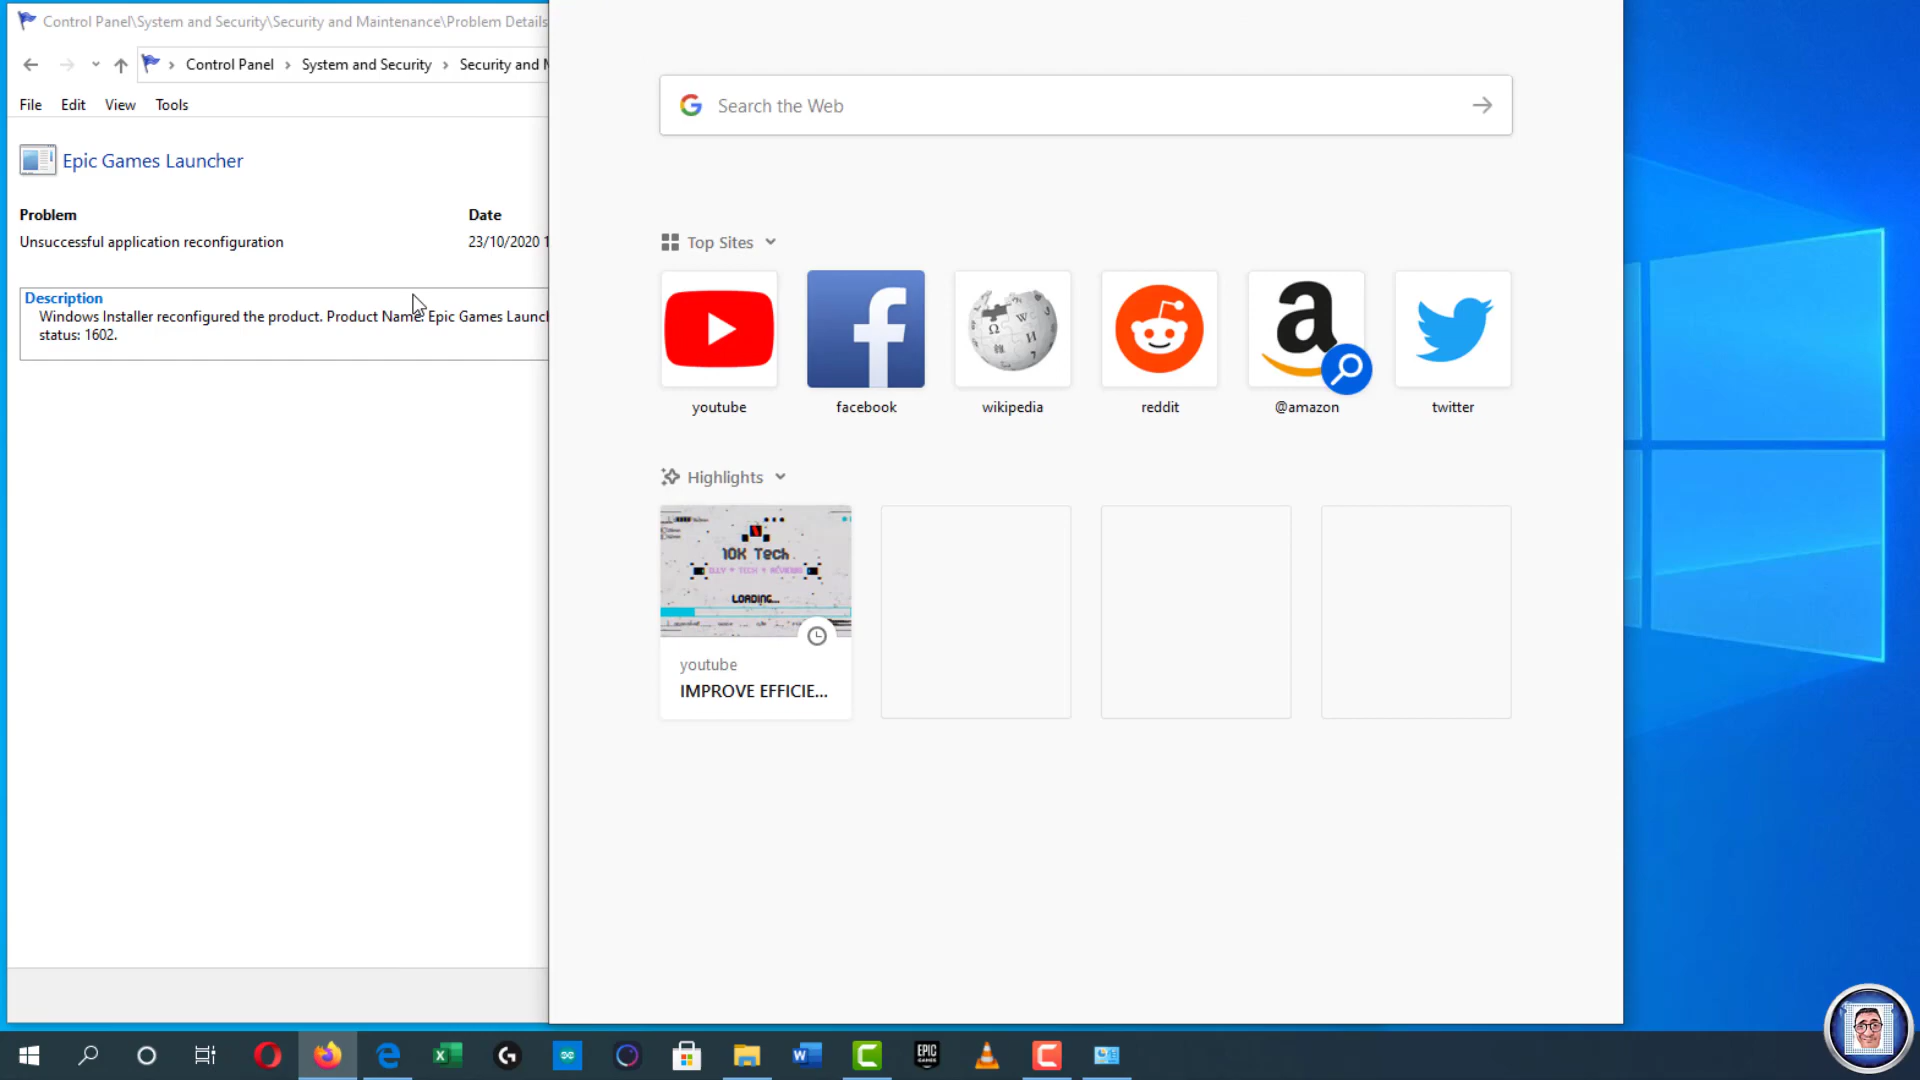 Control Panel\System and Security\Security and Maintenance\Problem Details
Control Panel › System and Security › Security and
File Edit View Tools
Epic Games Launcher
Problem Date
Unsuccessful application reconfiguration 23/10/2020 1
Description
Windows Installer reconfigured the product. Product Name: Epic Games Launc
status: 1602.
Search the Web
Top Sites
youtube facebook wikipedia reddit @amazon twitter
Highlights
10K Tech
LOADING...
youtube
IMPROVE EFFICIE...
EPIC
GAMES